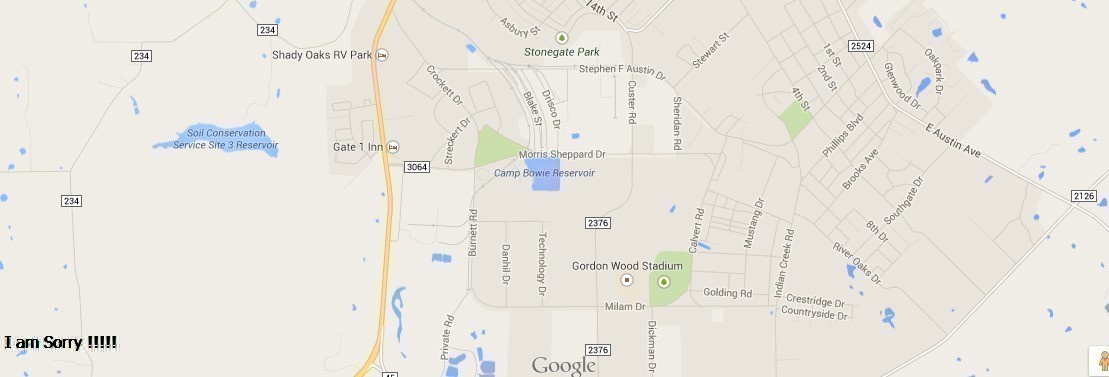 14th St
Asbury St
234
234
Shady Oaks RV Park
Stonegate Park
Stewart St
1st St
2524
Oakpark Dr
Stephen F Austin Dr
2nd St
Glenwood Dr
Crockett Dr
Blake St
Drisco Dr
Custer Rd
Sheridan Rd
4th St
Soil Conservation
Service Site 3 Reservoir
Streckert Dr
Phillips Blvd
E Austin Ave
Gate 1 Inn
Morris Sheppard Dr
3064
Camp Bowie Reservoir
Brooks Ave
234
Southgate Dr
2126
Burnett Rd
2376
Calvert Rd
Mustang Dr
8th Dr
Danhil Dr
Technology Dr
Indian Creek Rd
River Oaks Dr
Gordon Wood Stadium
Golding Rd
Crestridge Dr
Milam Dr
Countryside Dr
I am Sorry !!!!!
Private Rd
Dickman Dr
2376
Google
45